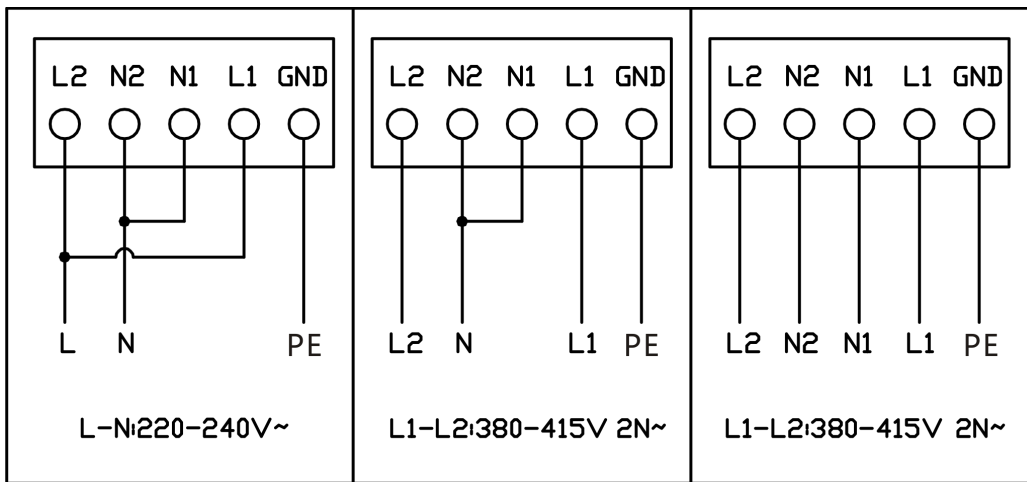 L2 N2 N1 L1 GND
L N PE
L-N:220-240V~
L2 N2 N1 L1 GND
L2 N L1 PE
L1-L2:380-415V 2N~
L2 N2 N1 L1 GND
L2 N2 N1 L1 PE
L1-L2:380-415V 2N~